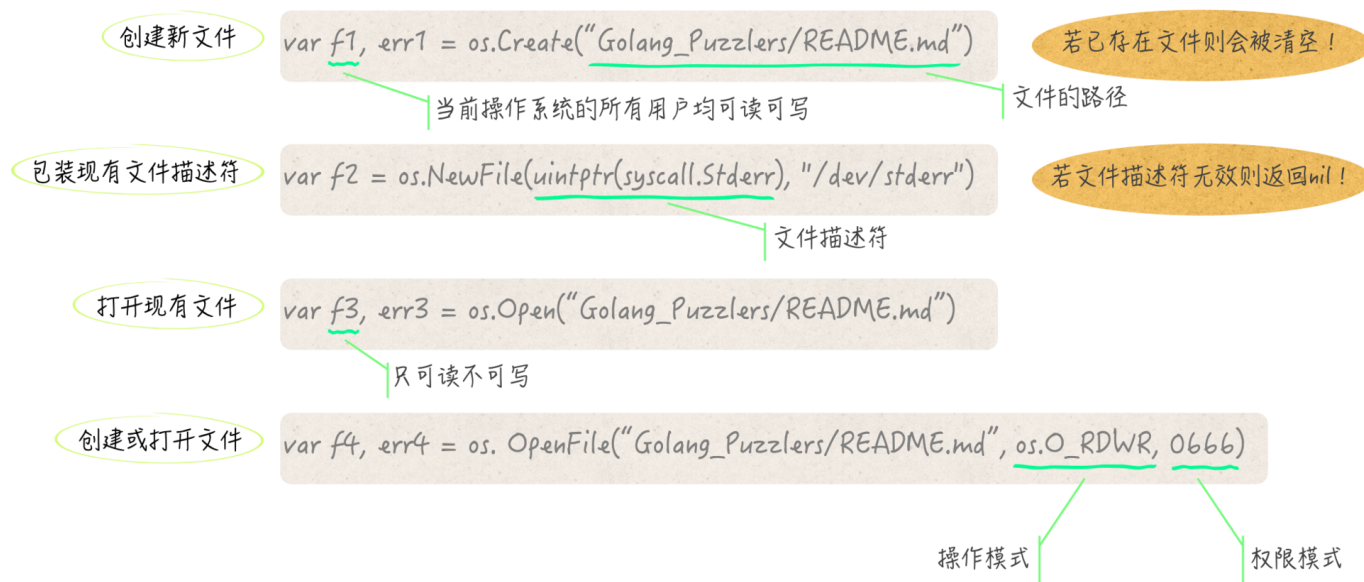 创建新文件
var f1, err1 = os.Create(“Golang_Puzzlers/README.md”)
若已存在文件则会被清空！
当前操作系统的所有用户均可读可写
文件的路径
包装现有文件描述符
var f2 = os.NewFile(uintptr(syscall.Stderr), "/dev/stderr")
若文件描述符无效则返回nil！
文件描述符
打开现有文件
var f3, err3 = os.Open(“Golang_Puzzlers/README.md”)
只可读不可写
创建或打开文件
var f4, err4 = os. OpenFile(“Golang_Puzzlers/README.md”, os.O_RDWR, 0666)
操作模式
权限模式